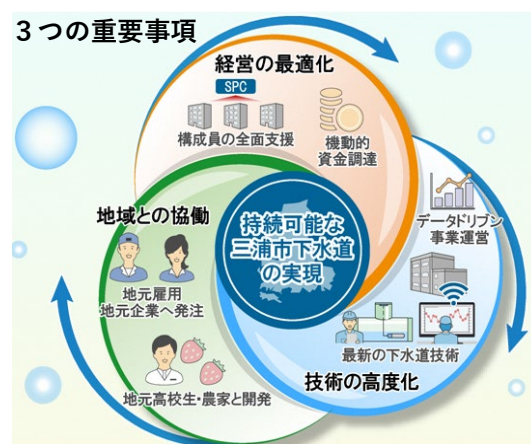 ３つの重要事項
経営の最適化
SPC
構成員の全面支援
機動的
資金調達
地域との協働
地元雇用
地元企業へ発注
地元高校生・農家と開発
持続可能な
三浦市下水道
の実現
データドリブン
事業運営
最新の下水道技術
技術の高度化